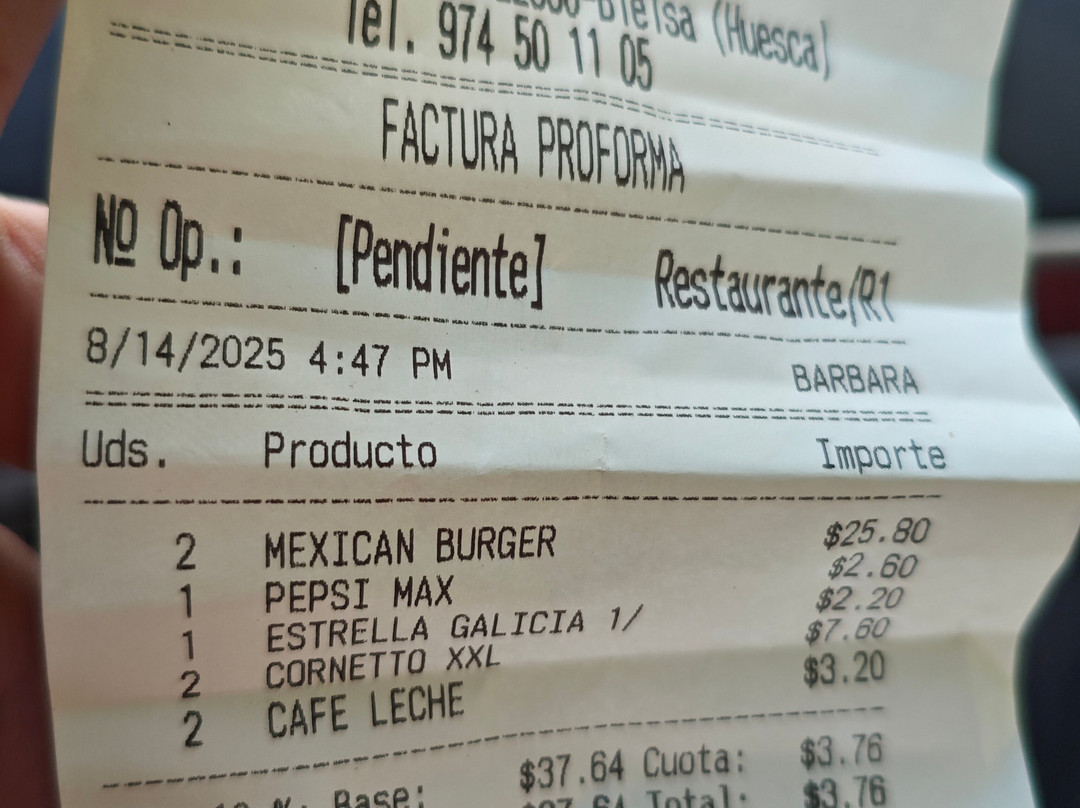 Bielsa (Huesca)
Tel. 974 50 11 05
FACTURA PROFORMA
Nº Op.: [Pendiente] Restaurante/R1
8/14/2025 4:47 PM BARBARA
Uds. Producto Importe
2 MEXICAN BURGER $25.80
1 PEPSI MAX $2.60
1 ESTRELLA GALICIA 1/ $2.20
2 CORNETTO XXL $7.60
2 CAFE LECHE $3.20
% Base: $37.64 Cuota: $3.76
Total: $3.76